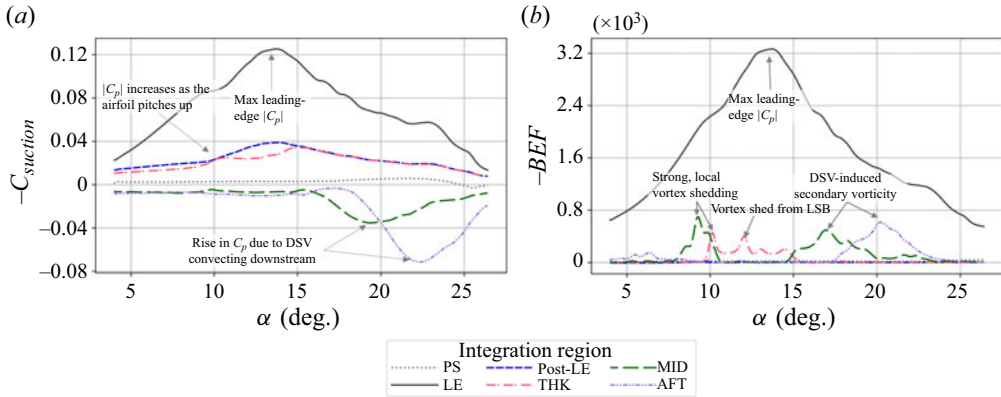 (a)
(b)
(×10³)
0.12
0.08
0.04
0
−0.04
−0.08
−C_suction
|C_p| increases as the
airfoil pitches up
Max leading-
edge |C_p|
Rise in C_p due to DSV
convecting downstream
5 10 15 20 25
α (deg.)
3.2
2.4
1.6
0.8
0
−BEF
Max leading-
edge |C_p|
Strong, local
vortex shedding
Vortex shed from LSB
DSV-induced
secondary vorticity
5 10 15 20 25
α (deg.)
Integration region
PS Post-LE MID
LE THK AFT